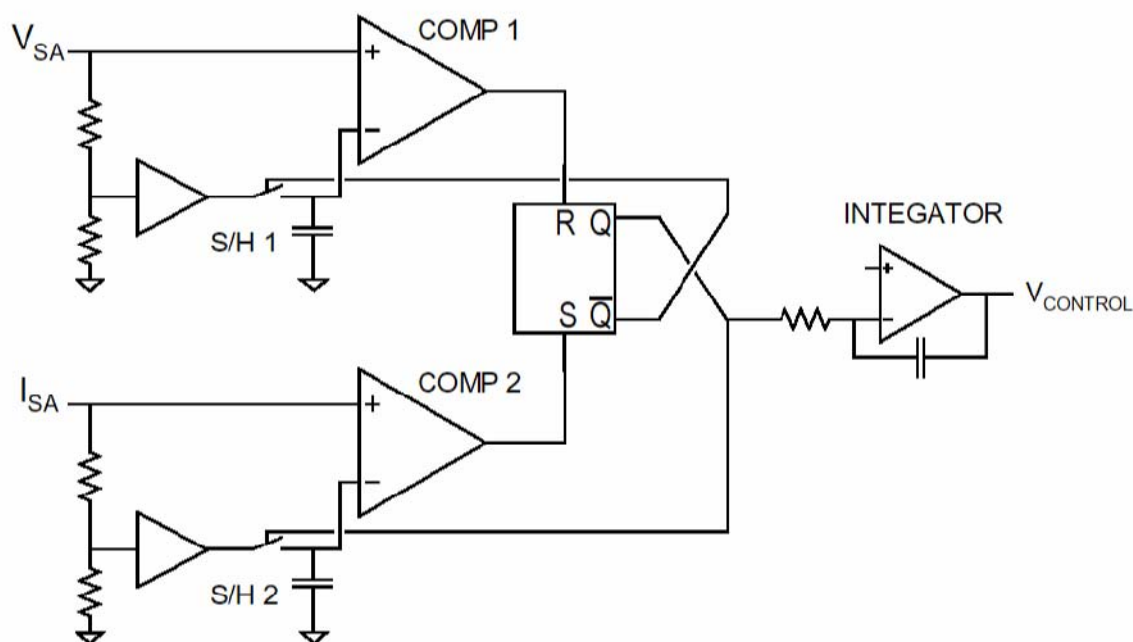 V_SA
COMP 1
+
−
S/H 1
R Q
S Q̅
INTEGATOR
+
−
V_CONTROL
I_SA
COMP 2
+
−
S/H 2